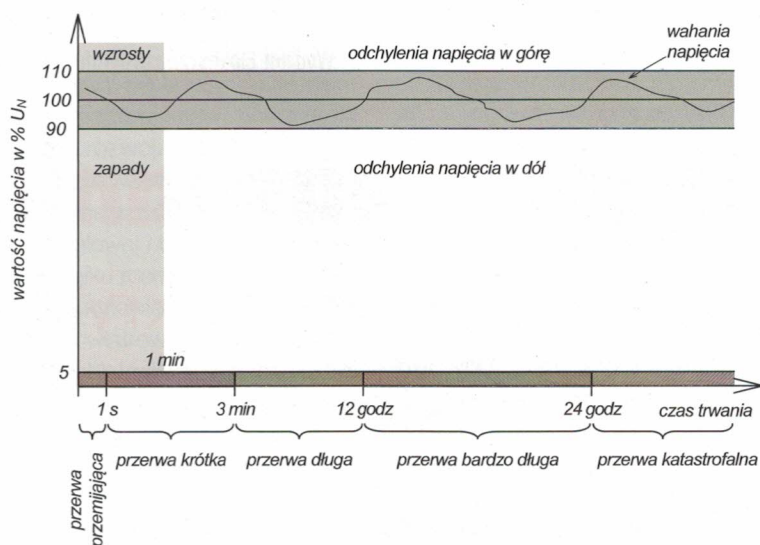 wzrosty
odchylenia napięcia w górę
wahania
napięcia
110
100
90
zapady
odchylenia napięcia w dół
wartość napięcia w % U_N
1 min
5
1 s
3 min
12 godz
24 godz
czas trwania
przerwa
przemijająca
przerwa krótka
przerwa długa
przerwa bardzo długa
przerwa katastrofalna